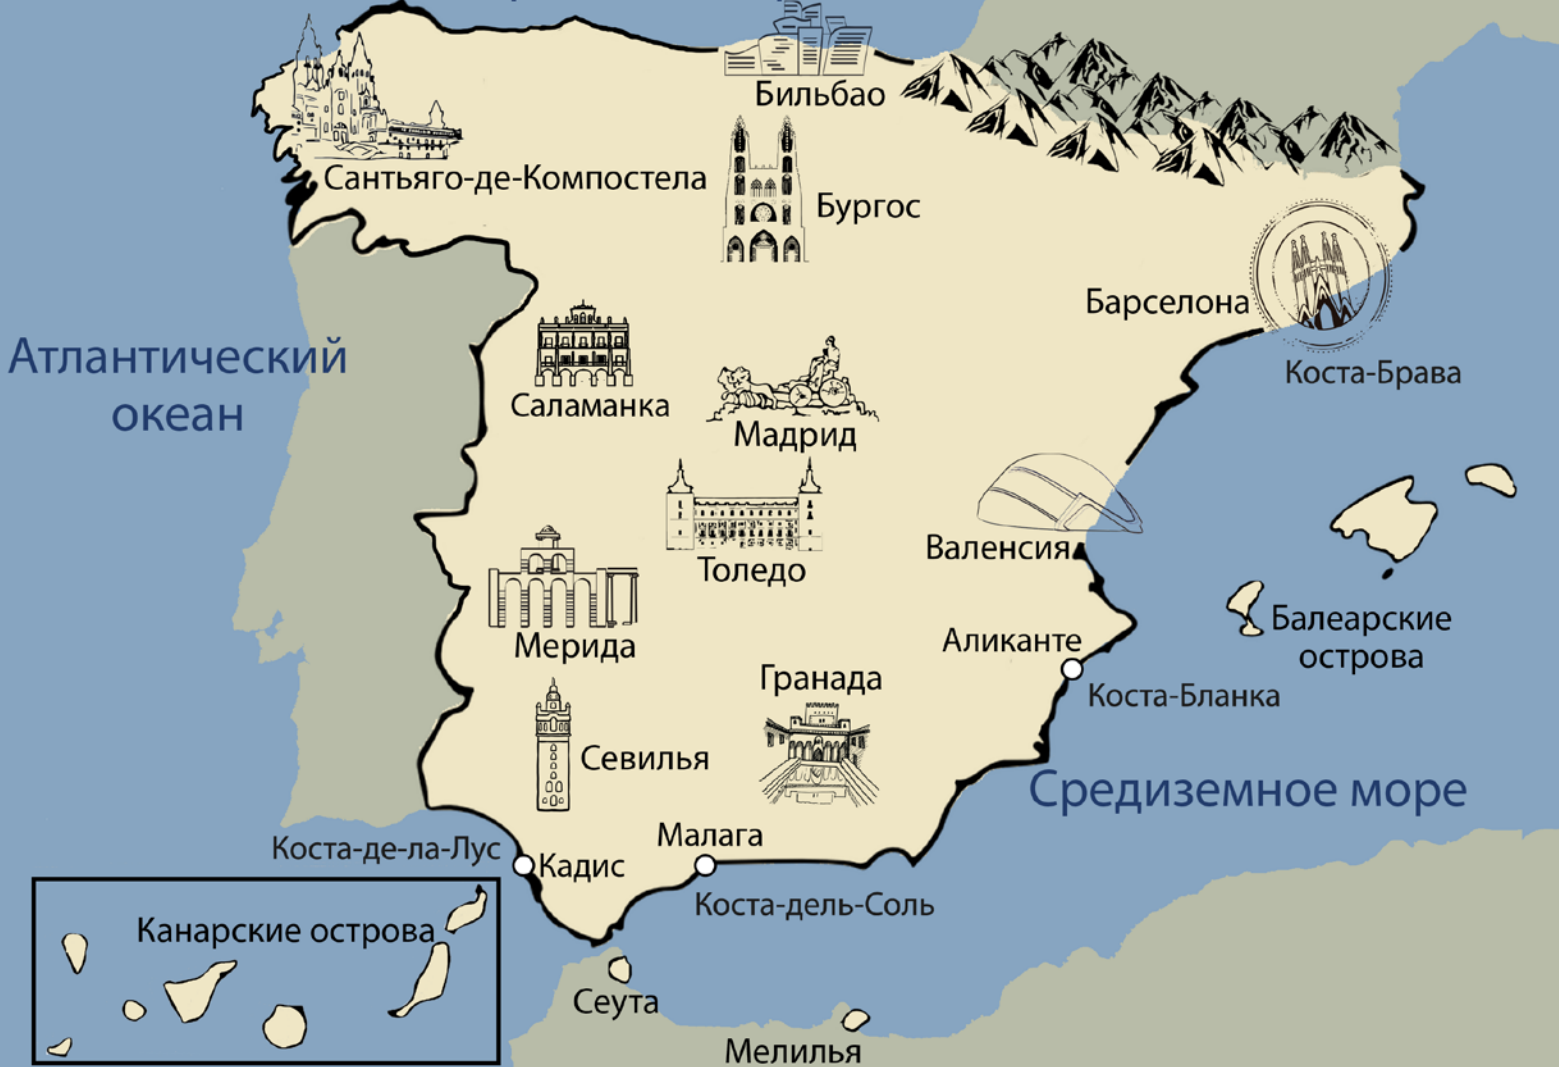 Бильбао
Сантьяго-де-Компостела
Бургос
Барселона
Атлантический
океан
Коста-Брава
Саламанка
Мадрид
Валенсия
Толедо
Балеарские
острова
Мерида
Аликанте
Гранада
Коста-Бланка
Севилья
Средиземное море
Малага
Коста-де-ла-Лус
Кадис
Коста-дель-Соль
Канарские острова
Сеута
Мелилья